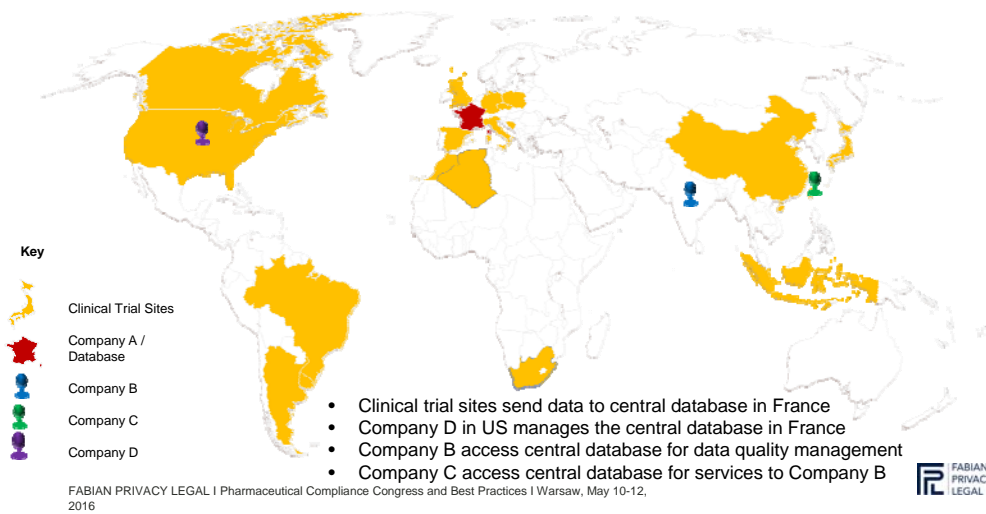 Key
Clinical Trial Sites
Company A /
Database
Company B
Company C
Company D
• Clinical trial sites send data to central database in France
• Company D in US manages the central database in France
• Company B access central database for data quality management
• Company C access central database for services to Company B
FABIAN PRIVACY LEGAL I Pharmaceutical Compliance Congress and Best Practices I Warsaw, May 10-12,
2016
FABIAN
PRIVACY
LEGAL